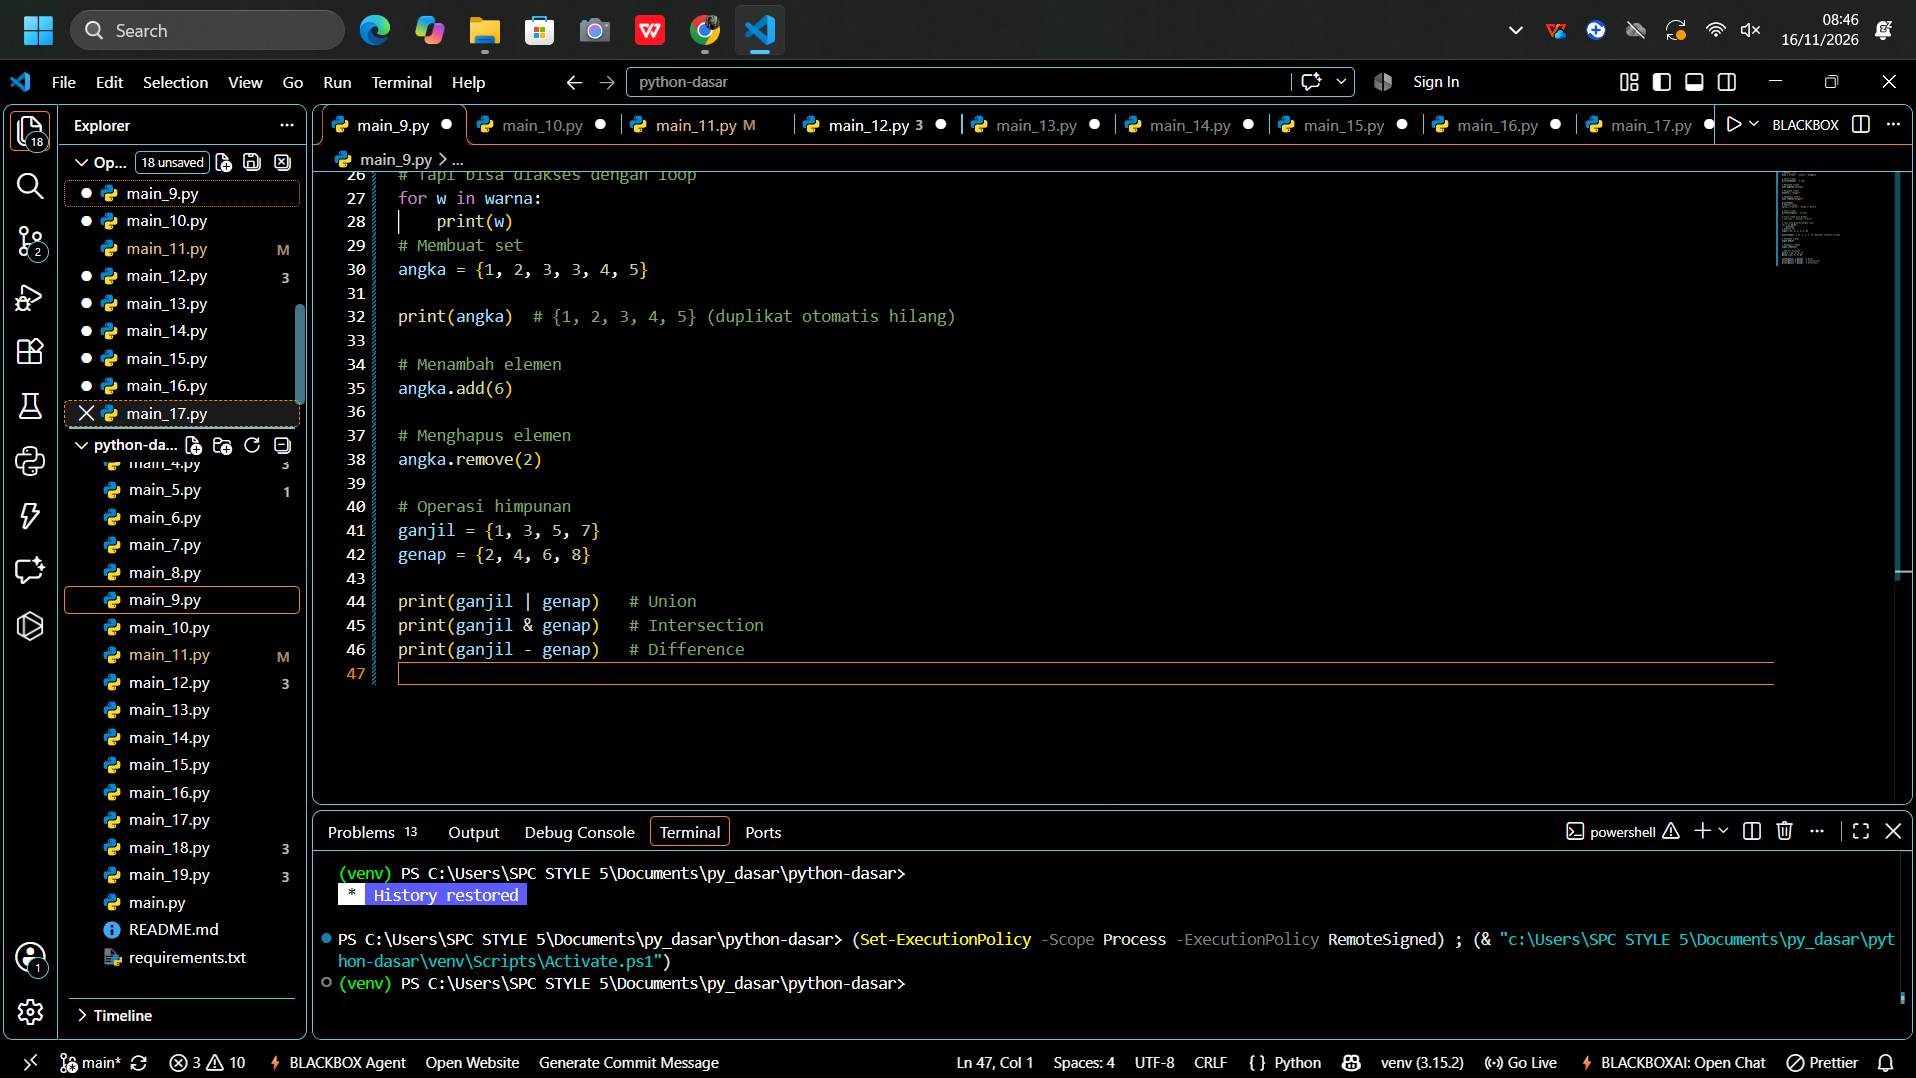 Search
08:46
16/11/2026
File Edit Selection View Go Run Terminal Help
python-dasar
Sign In
Explorer
main_9.py
main_10.py
main_11.py M
main_12.py 3
main_13.py
main_14.py
main_15.py
main_16.py
main_17.py
BLACKBOX
18
Op... 18 unsaved
main_9.py
main_10.py
main_11.py M
main_12.py 3
main_13.py
main_14.py
main_15.py
main_16.py
main_17.py
2
python-da...
main_4.py 3
main_5.py 1
main_6.py
main_7.py
main_8.py
main_9.py
main_10.py
main_11.py M
main_12.py 3
main_13.py
main_14.py
main_15.py
main_16.py
main_17.py
main_18.py 3
main_19.py 3
main.py
README.md
requirements.txt
1
Timeline
main_9.py > ...
26 # Tapi bisa diakses dengan loop
27 for w in warna:
28 print(w)
29 # Membuat set
30 angka = {1, 2, 3, 3, 4, 5}
31
32 print(angka) # {1, 2, 3, 4, 5} (duplikat otomatis hilang)
33
34 # Menambah elemen
35 angka.add(6)
36
37 # Menghapus elemen
38 angka.remove(2)
39
40 # Operasi himpunan
41 ganjil = {1, 3, 5, 7}
42 genap = {2, 4, 6, 8}
43
44 print(ganjil | genap) # Union
45 print(ganjil & genap) # Intersection
46 print(ganjil - genap) # Difference
47
Problems 13 Output Debug Console Terminal Ports
powershell
(venv) PS C:\Users\SPC STYLE 5\Documents\py_dasar\python-dasar>
* History restored
PS C:\Users\SPC STYLE 5\Documents\py_dasar\python-dasar> (Set-ExecutionPolicy -Scope Process -ExecutionPolicy RemoteSigned) ; (& "c:\Users\SPC STYLE 5\Documents\py_dasar\pyt
hon-dasar\venv\Scripts\Activate.ps1")
(venv) PS C:\Users\SPC STYLE 5\Documents\py_dasar\python-dasar>
main* 3 10 BLACKBOX Agent Open Website Generate Commit Message
Ln 47, Col 1 Spaces: 4 UTF-8 CRLF { } Python venv (3.15.2) Go Live BLACKBOXAI: Open Chat Prettier